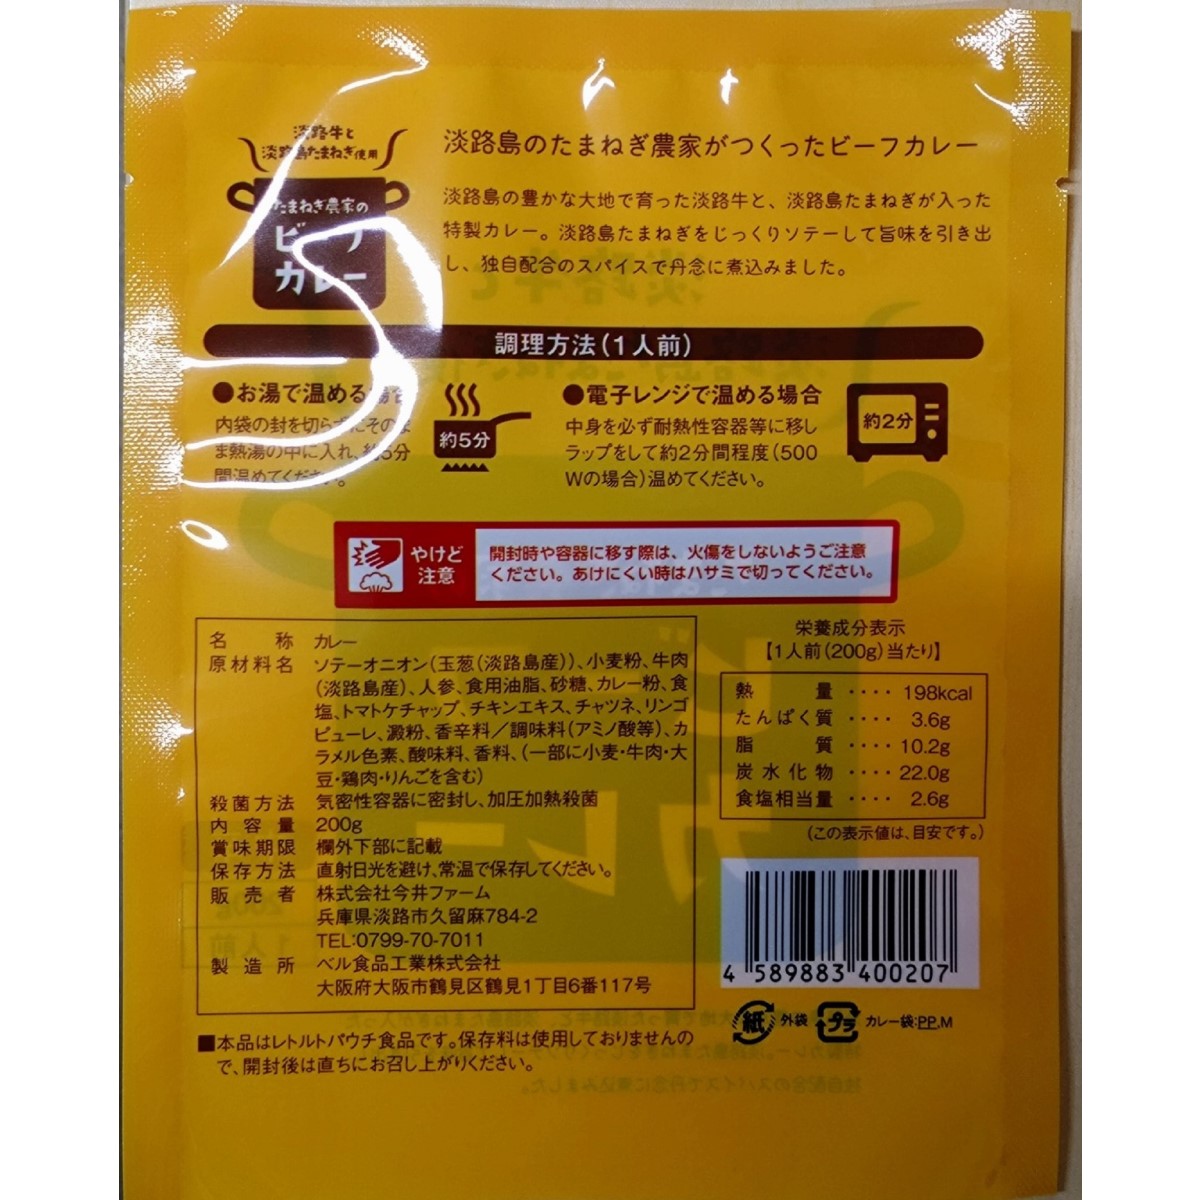 淡路牛と
淡路島たまねぎ使用
たまねぎ農家の
ビーフ
カレー
淡路島のたまねぎ農家がつくったビーフカレー
淡路島の豊かな大地で育った淡路牛と、淡路島たまねぎが入った
特製カレー。淡路島たまねぎをじっくりソテーして旨味を引き出
し、独自配合のスパイスで丹念に煮込みました。
調理方法(1人前)
●お湯で温める場合
内袋の封を切らずにそのま
ま熱湯の中に入れ、約5分
間温めてください。
約5分
●電子レンジで温める場合
中身を必ず耐熱性容器等に移し
ラップをして約2分間程度(500
Wの場合)温めてください。
約2分
やけど
注意
開封時や容器に移す際は、火傷をしないようご注意
ください。あけにくい時はハサミで切ってください。
名称 カレー
原材料名 ソテーオニオン(玉葱(淡路島産))、小麦粉、牛肉
(淡路島産)、人参、食用油脂、砂糖、カレー粉、食
塩、トマトケチャップ、チキンエキス、チャツネ、リンゴ
ピューレ、澱粉、香辛料/調味料(アミノ酸等)、カ
ラメル色素、酸味料、香料、(一部に小麦・牛肉・大
豆・鶏肉・りんごを含む)
殺菌方法 気密性容器に密封し、加圧加熱殺菌
内容量 200g
賞味期限 欄外下部に記載
保存方法 直射日光を避け、常温で保存してください。
販売者 株式会社今井ファーム
兵庫県淡路市久留麻784-2
TEL:0799-70-7011
製造所 ベル食品工業株式会社
大阪府大阪市鶴見区鶴見1丁目6番117号
■本品はレトルトパウチ食品です。保存料は使用しておりませんの
で、開封後は直ちにお召し上がりください。
栄養成分表示
【1人前(200g)当たり】
熱量 ････ 198kcal
たんぱく質 ････ 3.6g
脂質 ････ 10.2g
炭水化物 ････ 22.0g
食塩相当量 ････ 2.6g
(この表示値は、目安です。)
4 589883 400207
紙 外袋 プラ カレー袋:PP,M